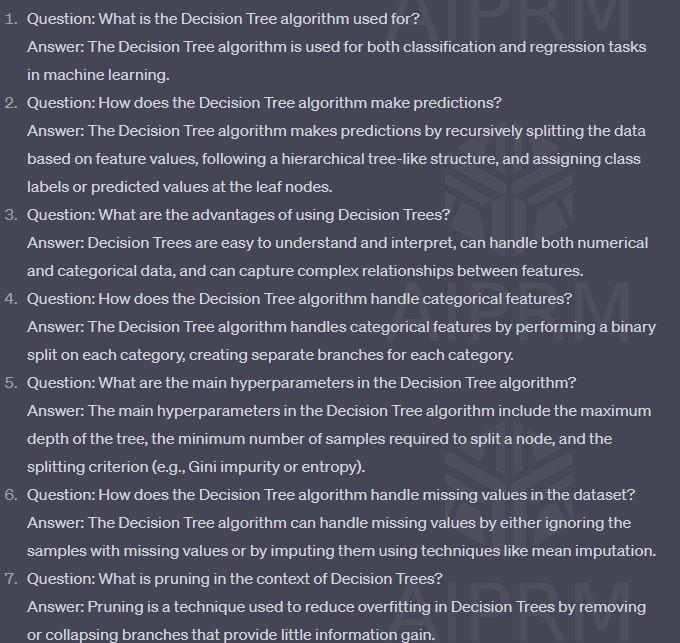 1. Question: What is the Decision Tree algorithm used for?
Answer: The Decision Tree algorithm is used for both classification and regression tasks
in machine learning.
2. Question: How does the Decision Tree algorithm make predictions?
Answer: The Decision Tree algorithm makes predictions by recursively splitting the data
based on feature values, following a hierarchical tree-like structure, and assigning class
labels or predicted values at the leaf nodes.
3. Question: What are the advantages of using Decision Trees?
Answer: Decision Trees are easy to understand and interpret, can handle both numerical
and categorical data, and can capture complex relationships between features.
4. Question: How does the Decision Tree algorithm handle categorical features?
Answer: The Decision Tree algorithm handles categorical features by performing a binary
split on each category, creating separate branches for each category.
5. Question: What are the main hyperparameters in the Decision Tree algorithm?
Answer: The main hyperparameters in the Decision Tree algorithm include the maximum
depth of the tree, the minimum number of samples required to split a node, and the
splitting criterion (e.g., Gini impurity or entropy).
6. Question: How does the Decision Tree algorithm handle missing values in the dataset?
Answer: The Decision Tree algorithm can handle missing values by either ignoring the
samples with missing values or by imputing them using techniques like mean imputation.
7. Question: What is pruning in the context of Decision Trees?
Answer: Pruning is a technique used to reduce overfitting in Decision Trees by removing
or collapsing branches that provide little information gain.
AIPRM
AIPRM
AIPRM